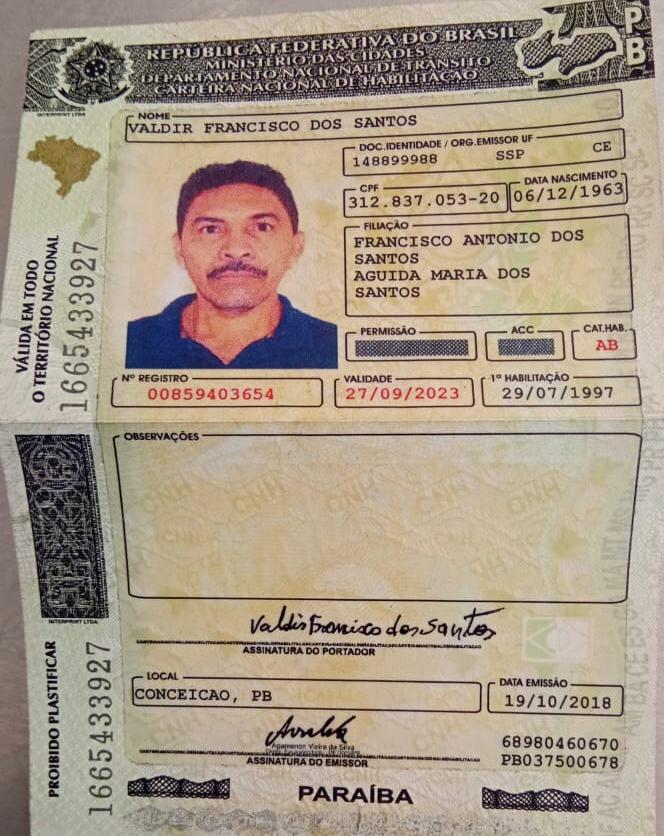 REPÚBLICA FEDERATIVA DO BRASIL
MINISTÉRIO DAS CIDADES
DEPARTAMENTO NACIONAL DE TRÂNSITO
CARTEIRA NACIONAL DE HABILITAÇÃO
PB
INTERPRINT LTDA.
NOME
VALDIR FRANCISCO DOS SANTOS
DOC. IDENTIDADE / ORG. EMISSOR UF
148899988 SSP CE
CPF
312.837.053-20
DATA NASCIMENTO
06/12/1963
FILIAÇÃO
FRANCISCO ANTONIO DOS
SANTOS
AGUIDA MARIA DOS
SANTOS
PERMISSÃO
ACC
CAT.HAB.
AB
Nº REGISTRO
00859403654
VALIDADE
27/09/2023
1ª HABILITAÇÃO
29/07/1997
VÁLIDA EM TODO
O TERRITÓRIO NACIONAL
1665433927
OBSERVAÇÕES
INTERPRINT LTDA.
Valdir Francisco dos Santos
ASSINATURA DO PORTADOR
LOCAL
CONCEICAO, PB
DATA EMISSÃO
19/10/2018
Agamenon Vieira da Silva
ASSINATURA DO EMISSOR
68980460670
PB037500678
PROIBIDO PLASTIFICAR
1665433927
PARAÍBA